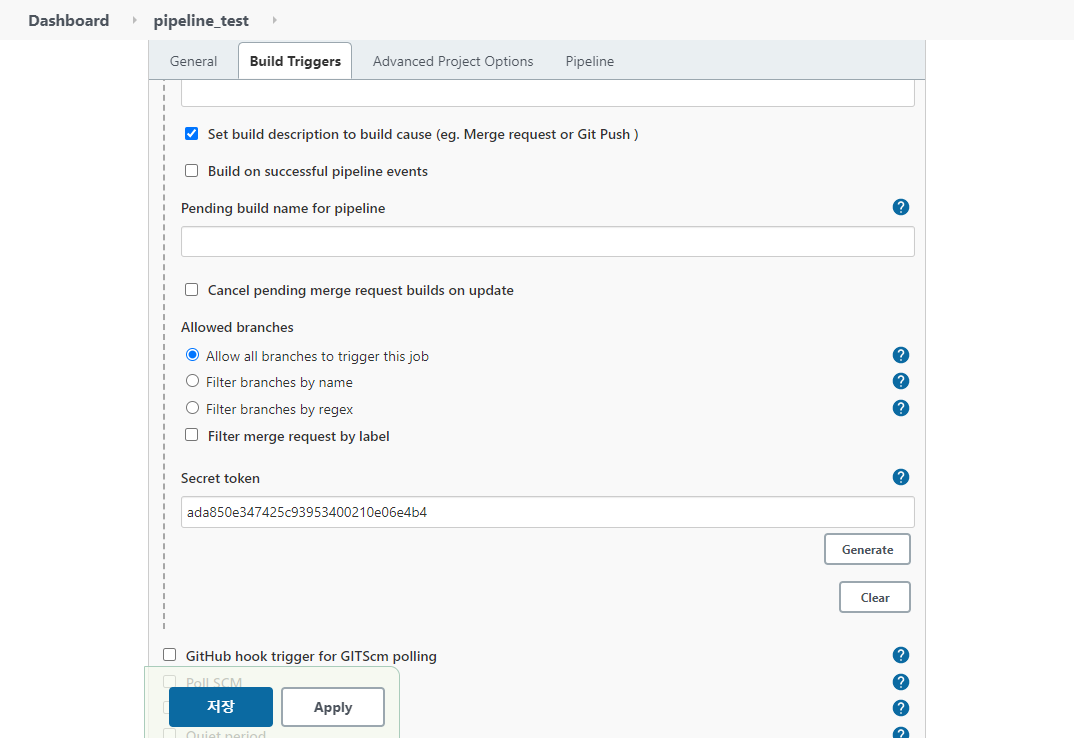 Dashboard pipeline_test
General Build Triggers Advanced Project Options Pipeline
Set build description to build cause (eg. Merge request or Git Push )
Build on successful pipeline events
Pending build name for pipeline
Cancel pending merge request builds on update
Allowed branches
Allow all branches to trigger this job
Filter branches by name
Filter branches by regex
Filter merge request by label
Secret token
ada850e347425c93953400210e06e4b4
Generate
Clear
GitHub hook trigger for GITScm polling
Poll SCM
저장 Apply
Quiet period